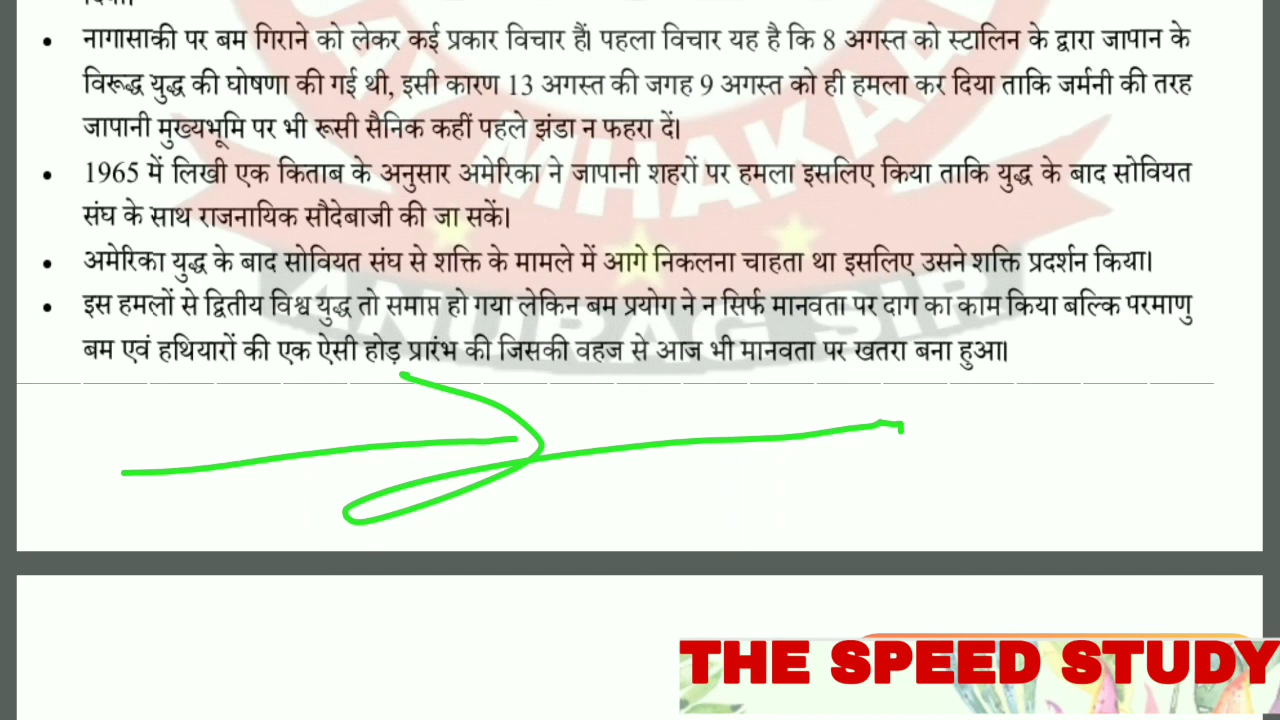 • नागासाकी पर बम गिराने को लेकर कई प्रकार विचार हैं। पहला विचार यह है कि 8 अगस्त को स्टालिन के द्वारा जापान के
विरूद्ध युद्ध की घोषणा की गई थी, इसी कारण 13 अगस्त की जगह 9 अगस्त को ही हमला कर दिया ताकि जर्मनी की तरह
जापानी मुख्यभूमि पर भी रूसी सैनिक कहीं पहले झंडा न फहरा दें।
• 1965 में लिखी एक किताब के अनुसार अमेरिका ने जापानी शहरों पर हमला इसलिए किया ताकि युद्ध के बाद सोवियत
संघ के साथ राजनायिक सौदेबाजी की जा सकें।
• अमेरिका युद्ध के बाद सोवियत संघ से शक्ति के मामले में आगे निकलना चाहता था इसलिए उसने शक्ति प्रदर्शन किया।
• इस हमलों से द्वितीय विश्व युद्ध तो समाप्त हो गया लेकिन बम प्रयोग ने न सिर्फ मानवता पर दाग का काम किया बल्कि परमाणु
बम एवं हथियारों की एक ऐसी होड़ प्रारंभ की जिसकी वहज से आज भी मानवता पर खतरा बना हुआ।
ANURAG SIR
THE SPEED STUDY